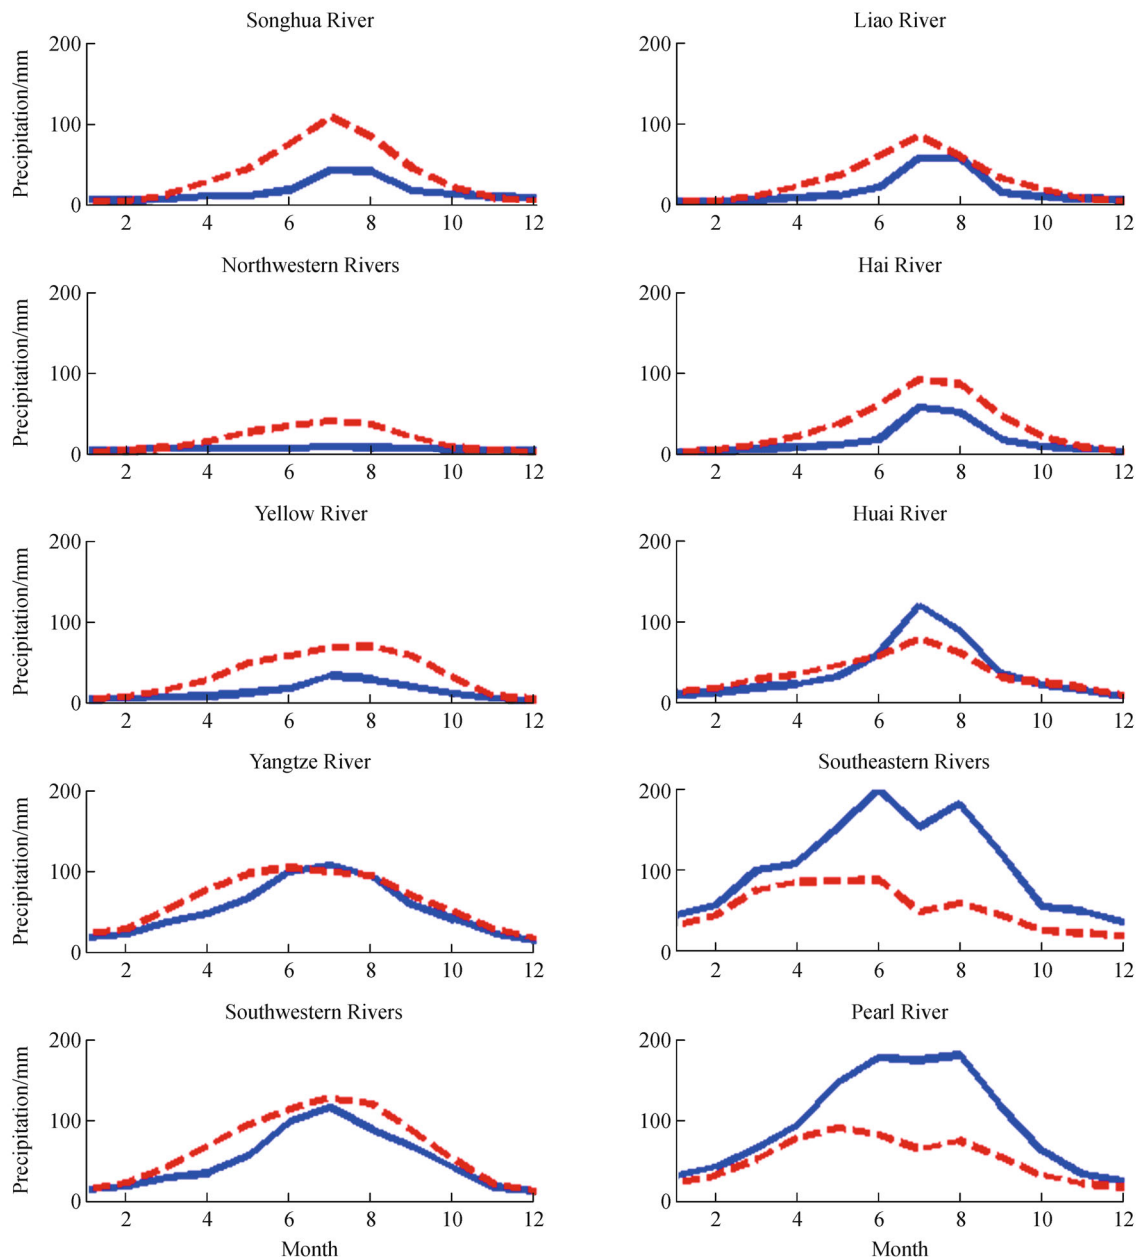 Songhua River
Liao River
Precipitation/mm
200
100
0
2 4 6 8 10 12
200
100
0
2 4 6 8 10 12
Northwestern Rivers
Hai River
Precipitation/mm
200
100
0
2 4 6 8 10 12
200
100
0
2 4 6 8 10 12
Yellow River
Huai River
Precipitation/mm
200
100
0
2 4 6 8 10 12
200
100
0
2 4 6 8 10 12
Yangtze River
Southeastern Rivers
Precipitation/mm
200
100
0
2 4 6 8 10 12
200
100
0
2 4 6 8 10 12
Southwestern Rivers
Pearl River
Precipitation/mm
200
100
0
2 4 6 8 10 12
Month
200
100
0
2 4 6 8 10 12
Month